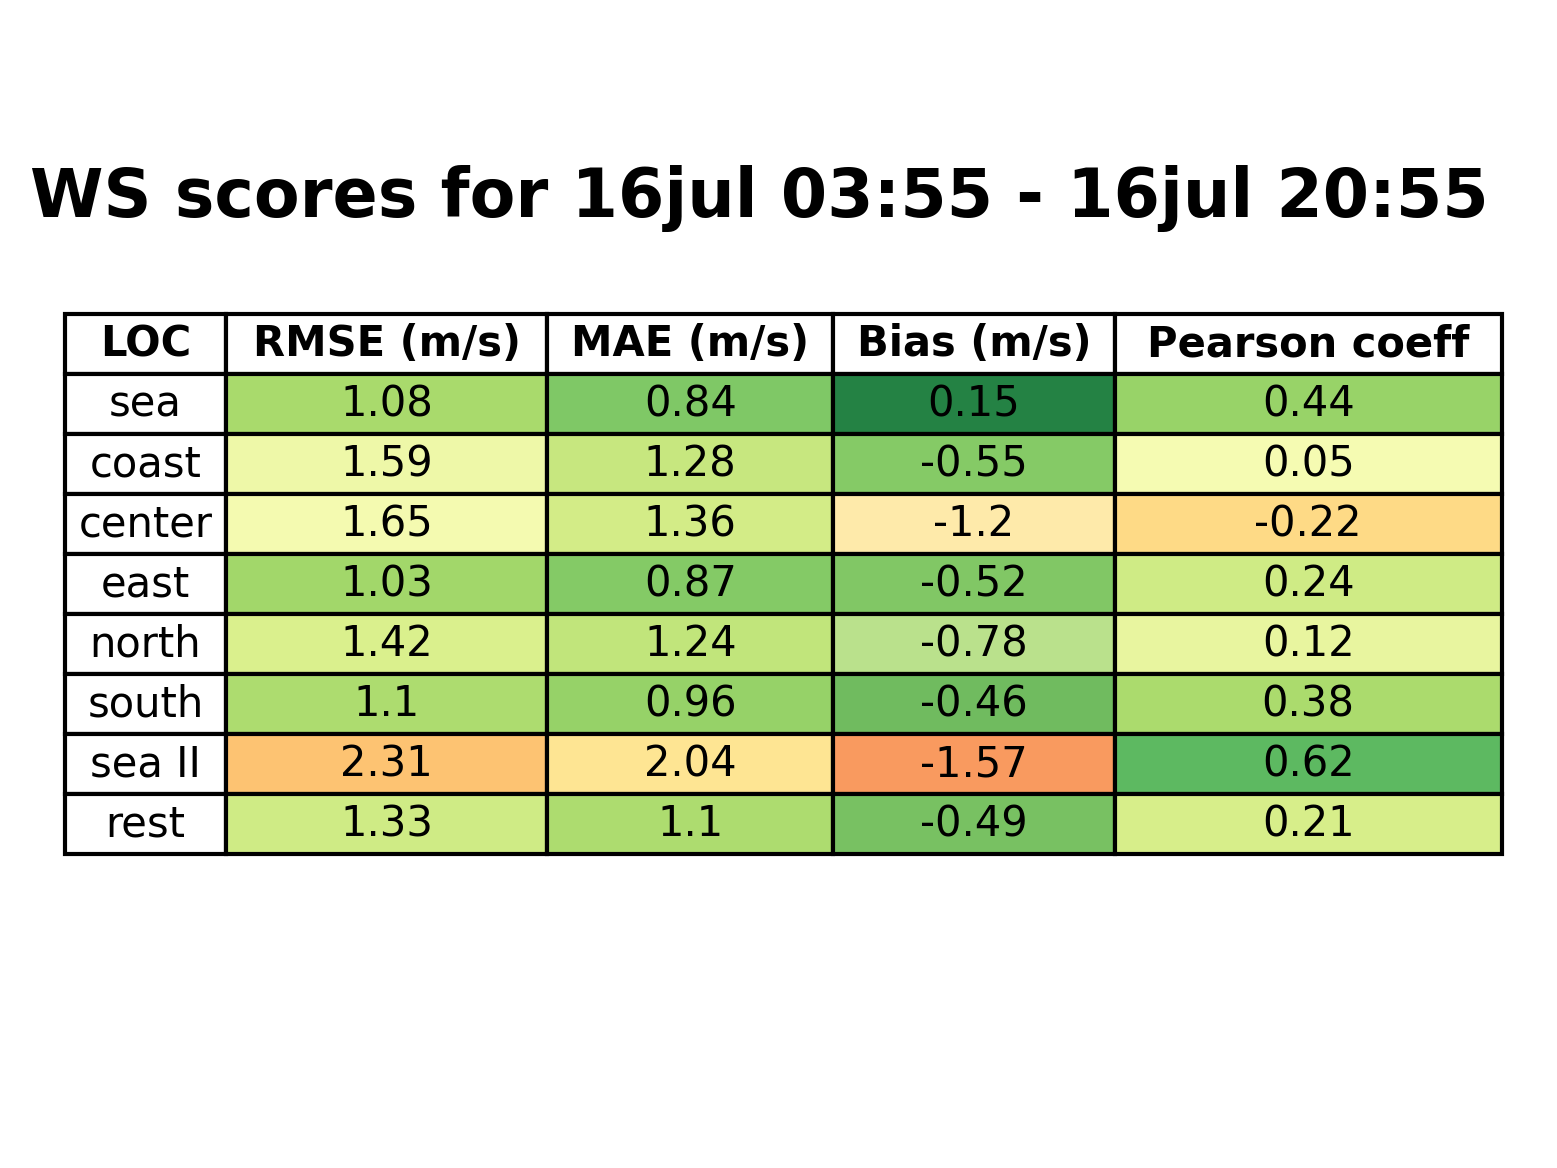 WS scores for 16jul 03:55 - 16jul 20:55
LOC RMSE (m/s) MAE (m/s) Bias (m/s) Pearson coeff
sea 1.08 0.84 0.15 0.44
coast 1.59 1.28 -0.55 0.05
center 1.65 1.36 -1.2 -0.22
east 1.03 0.87 -0.52 0.24
north 1.42 1.24 -0.78 0.12
south 1.1 0.96 -0.46 0.38
sea II 2.31 2.04 -1.57 0.62
rest 1.33 1.1 -0.49 0.21